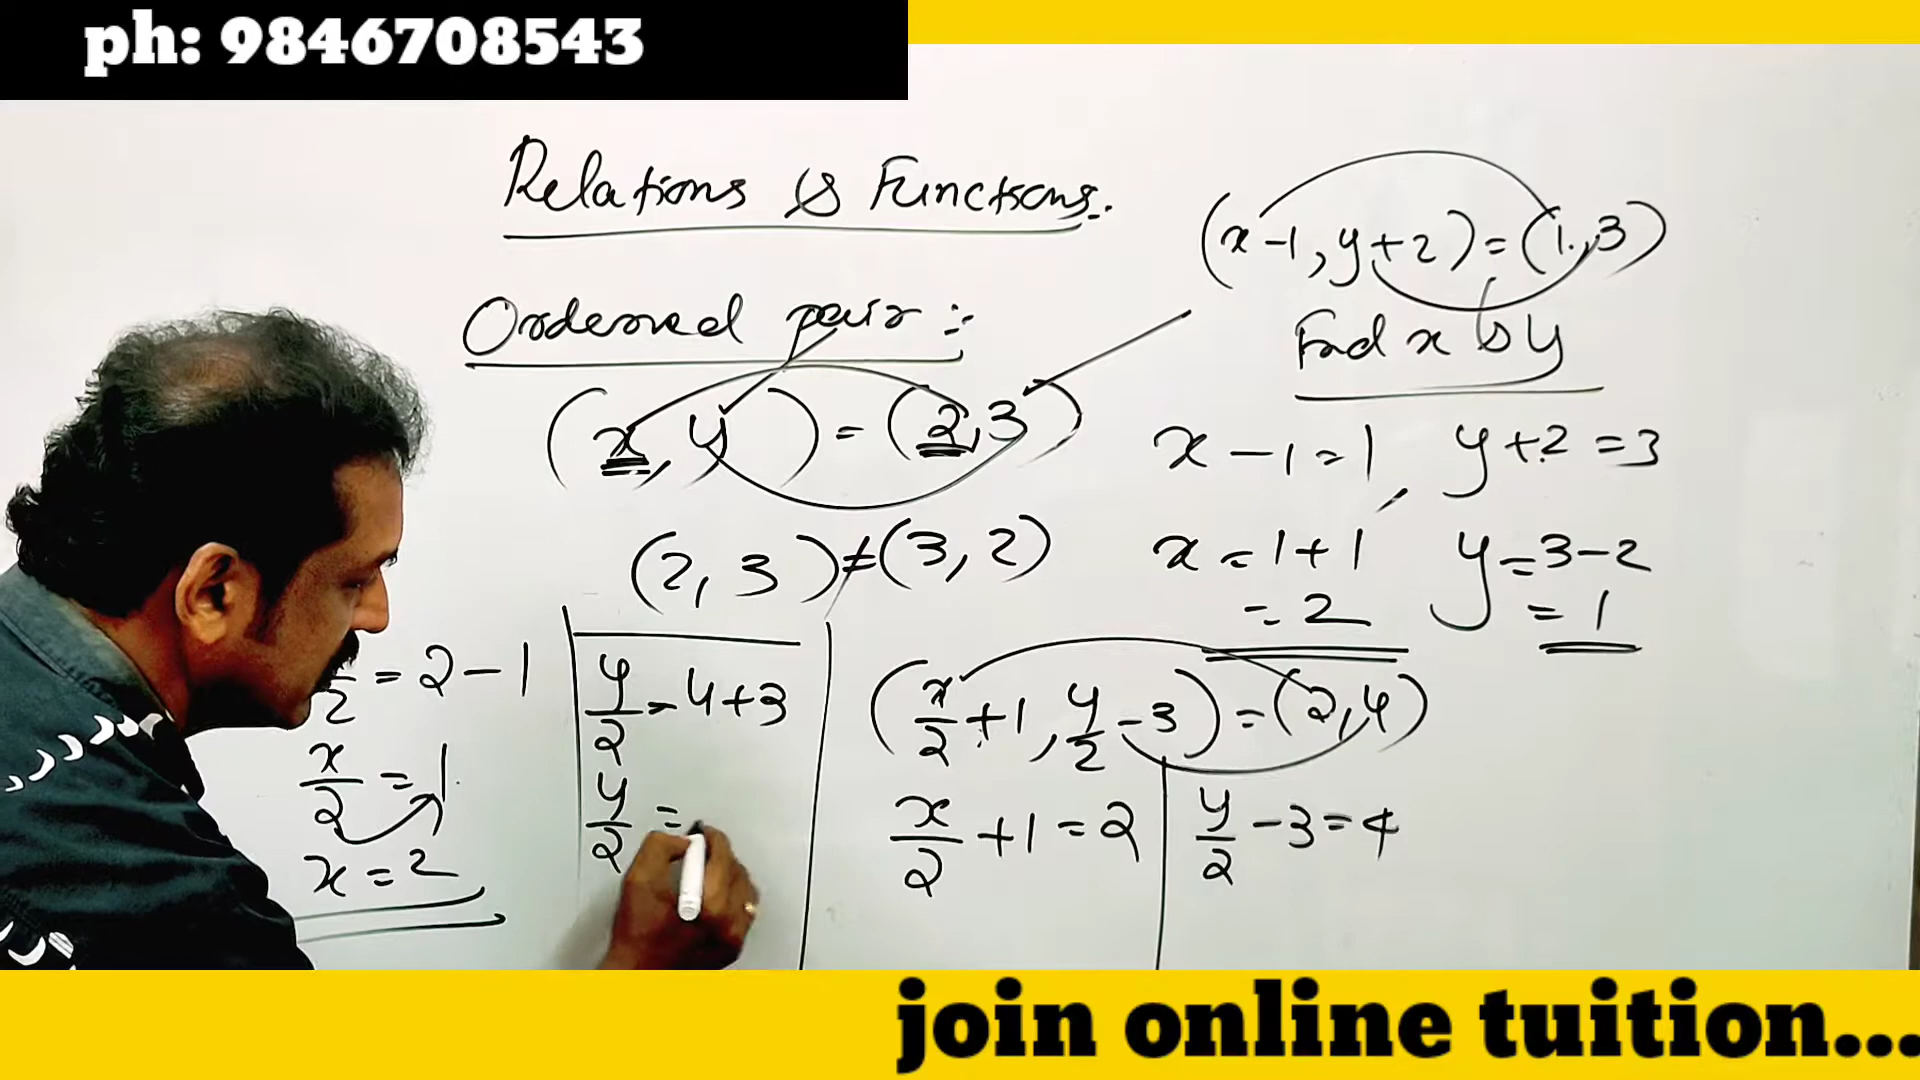 ph: 9846708543
Relations & Functions.
Ordered pair :-
(x, y) = (2, 3)
(2, 3) ≠ (3, 2)
(x-1, y+2) = (1, 3)
Find x & y
x - 1 = 1, y + 2 = 3
x = 1 + 1 y = 3 - 2
= 2 = 1
(x/2 + 1, y/2 - 3) = (2, 4)
x/2 + 1 = 2 y/2 - 3 = 4
/2 = 2 - 1
x/2 = 1
x = 2
y/2 = 4 + 3
y/2 =
join online tuition...